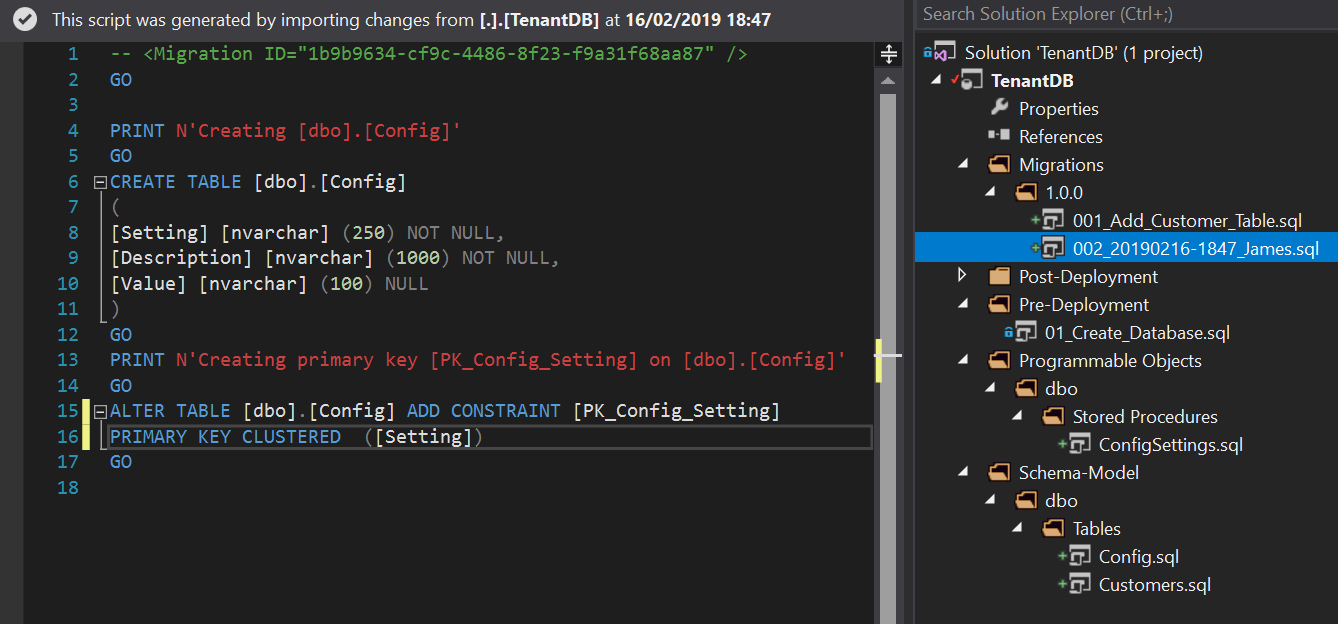 This script was generated by importing changes from [.].[TenantDB] at 16/02/2019 18:47
1 -- <Migration ID="1b9b9634-cf9c-4486-8f23-f9a31f68aa87" />
2 GO
3
4 PRINT N'Creating [dbo].[Config]'
5 GO
6 CREATE TABLE [dbo].[Config]
7 (
8 [Setting] [nvarchar] (250) NOT NULL,
9 [Description] [nvarchar] (1000) NOT NULL,
10 [Value] [nvarchar] (100) NULL
11 )
12 GO
13 PRINT N'Creating primary key [PK_Config_Setting] on [dbo].[Config]'
14 GO
15 ALTER TABLE [dbo].[Config] ADD CONSTRAINT [PK_Config_Setting]
16 PRIMARY KEY CLUSTERED  ([Setting])
17 GO
18
Search Solution Explorer (Ctrl+;)
Solution 'TenantDB' (1 project)
TenantDB
Properties
References
Migrations
1.0.0
001_Add_Customer_Table.sql
002_20190216-1847_James.sql
Post-Deployment
Pre-Deployment
01_Create_Database.sql
Programmable Objects
dbo
Stored Procedures
ConfigSettings.sql
Schema-Model
dbo
Tables
Config.sql
Customers.sql